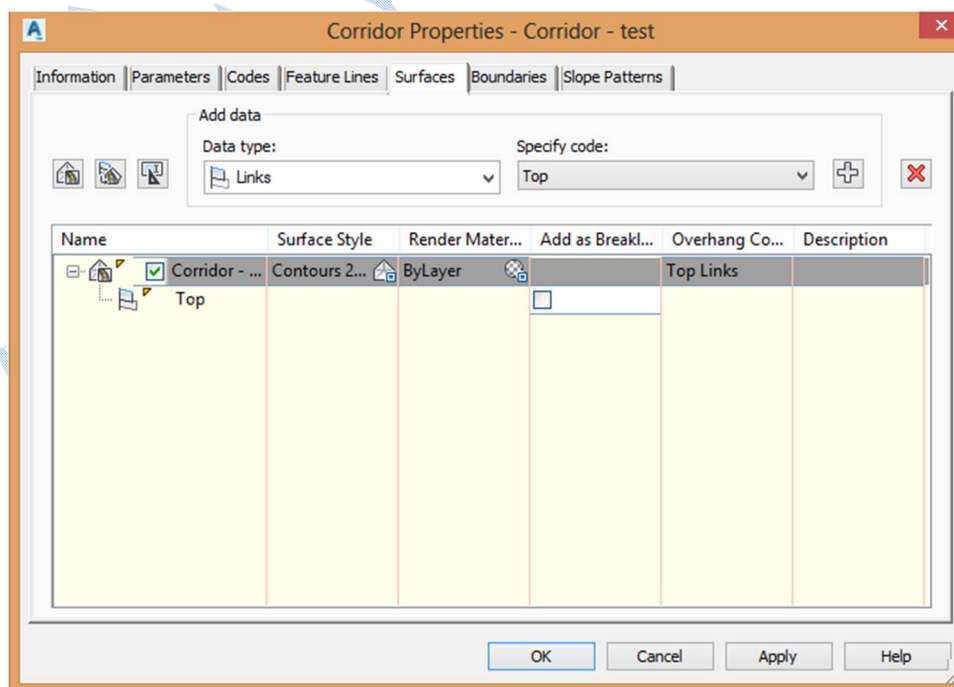 Corridor Properties - Corridor - test
Information Parameters Codes Feature Lines Surfaces Boundaries Slope Patterns
Add data
Data type: Specify code:
Links Top
Name Surface Style Render Mater... Add as Breakl... Overhang Co... Description
Corridor - ... Contours 2... ByLayer Top Links
Top
OK Cancel Apply Help